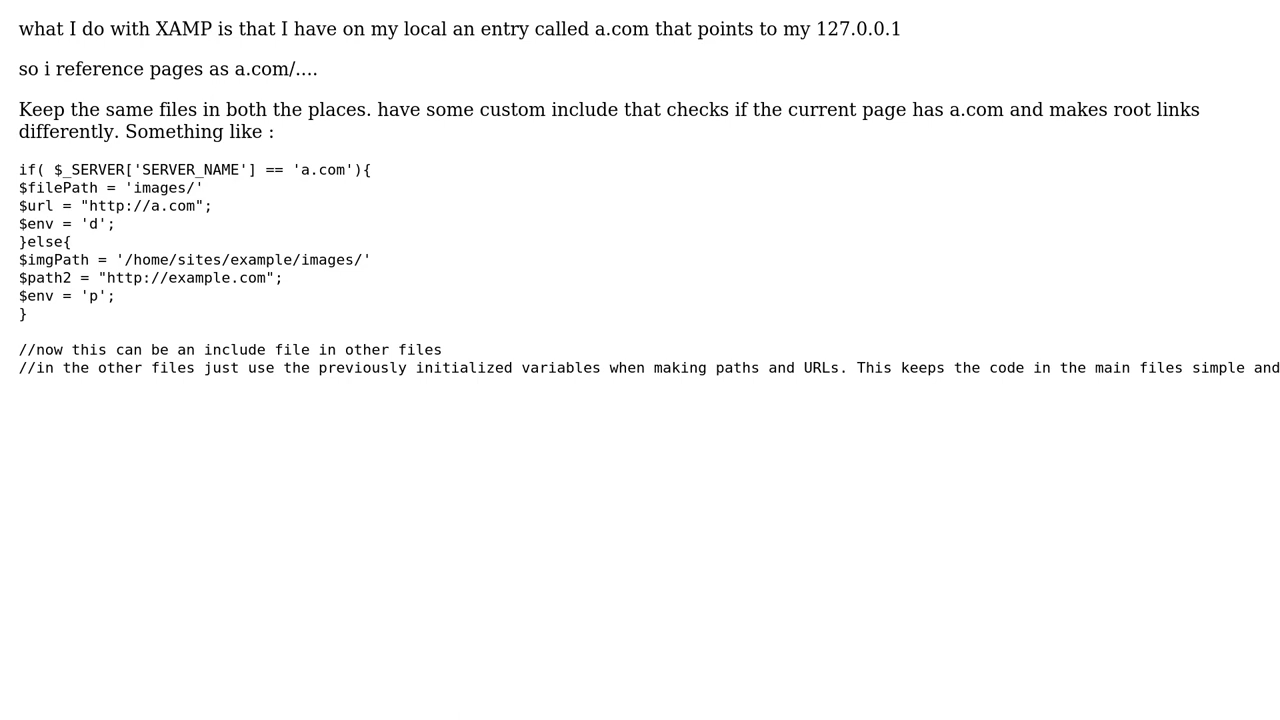 what I do with XAMP is that I have on my local an entry called a.com that points to my 127.0.0.1
so i reference pages as a.com/....
Keep the same files in both the places. have some custom include that checks if the current page has a.com and makes root links
differently. Something like :
if( $_SERVER['SERVER_NAME'] == 'a.com'){
$filePath = 'images/'
$url = "http://a.com";
$env = 'd';
}else{
$imgPath = '/home/sites/example/images/'
$path2 = "http://example.com";
$env = 'p';
}
//now this can be an include file in other files
//in the other files just use the previously initialized variables when making paths and URLs. This keeps the code in the main files simple and